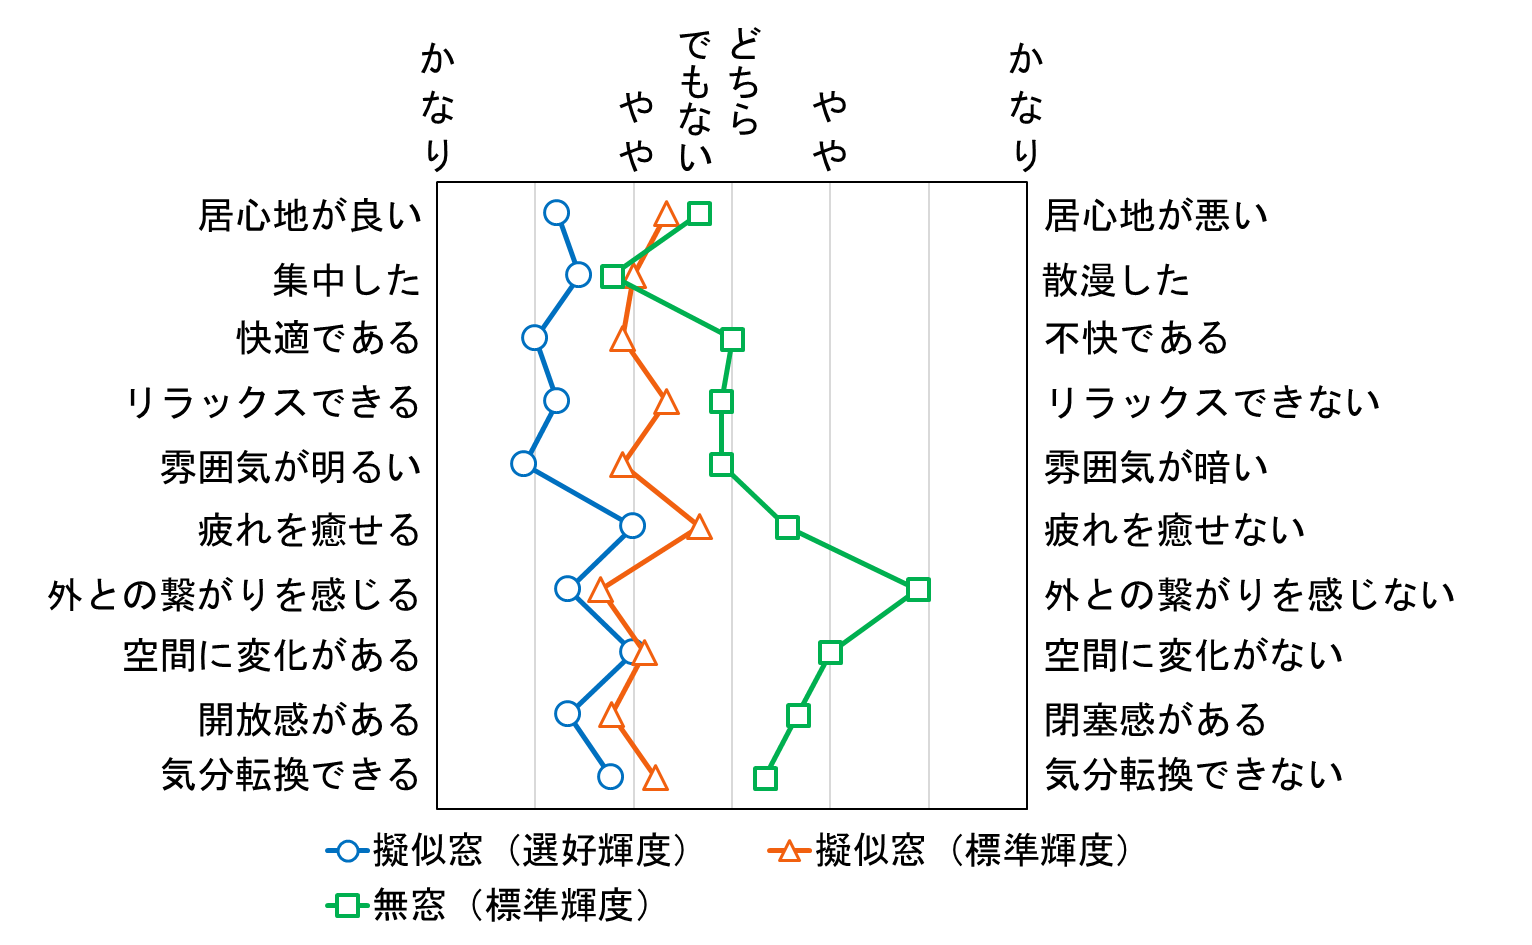 かなり
やや
どちら
でもない
やや
かなり
居心地が良い
居心地が悪い
集中した
散漫した
快適である
不快である
リラックスできる
リラックスできない
雰囲気が明るい
雰囲気が暗い
疲れを癒せる
疲れを癒せない
外との繋がりを感じる
外との繋がりを感じない
空間に変化がある
空間に変化がない
開放感がある
閉塞感がある
気分転換できる
気分転換できない
擬似窓（選好輝度）
擬似窓（標準輝度）
無窓（標準輝度）